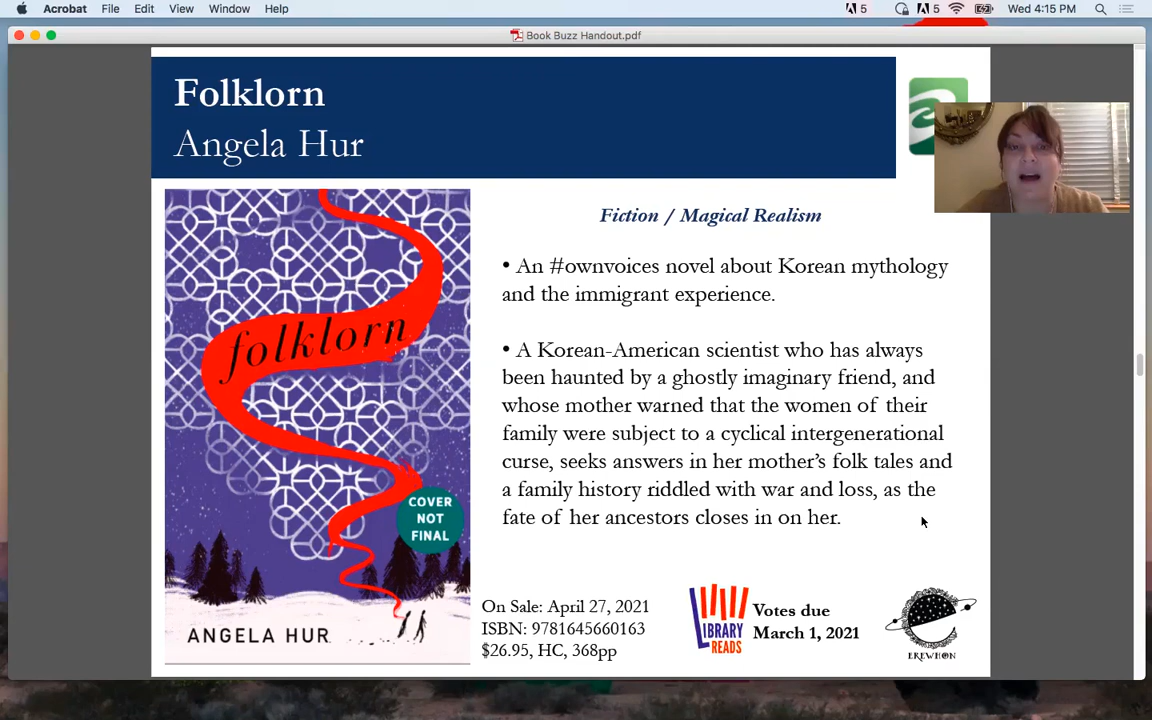 Acrobat File Edit View Window Help 5 5 Wed 4:15 PM
Book Buzz Handout.pdf
Folklorn
Angela Hur
Fiction / Magical Realism
• An #ownvoices novel about Korean mythology
and the immigrant experience.
• A Korean-American scientist who has always
been haunted by a ghostly imaginary friend, and
whose mother warned that the women of their
family were subject to a cyclical intergenerational
curse, seeks answers in her mother’s folk tales and
a family history riddled with war and loss, as the
fate of her ancestors closes in on her.
folklorn
COVER
NOT
FINAL
ANGELA HUR
On Sale: April 27, 2021
ISBN: 9781645660163
$26.95, HC, 368pp
LIBRARY
READS
Votes due
March 1, 2021
EREWHON